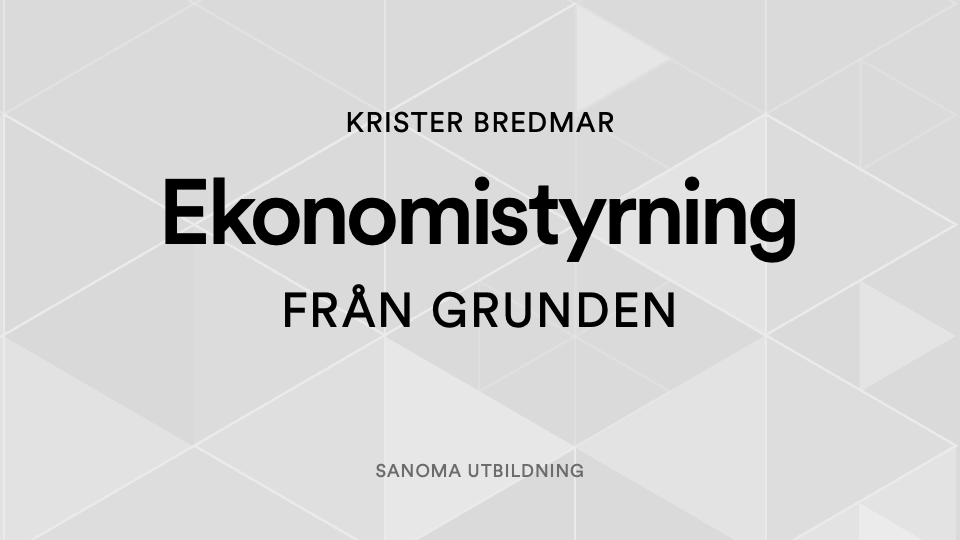 KRISTER BREDMAR
Ekonomistyrning
FRÅN GRUNDEN
SANOMA UTBILDNING